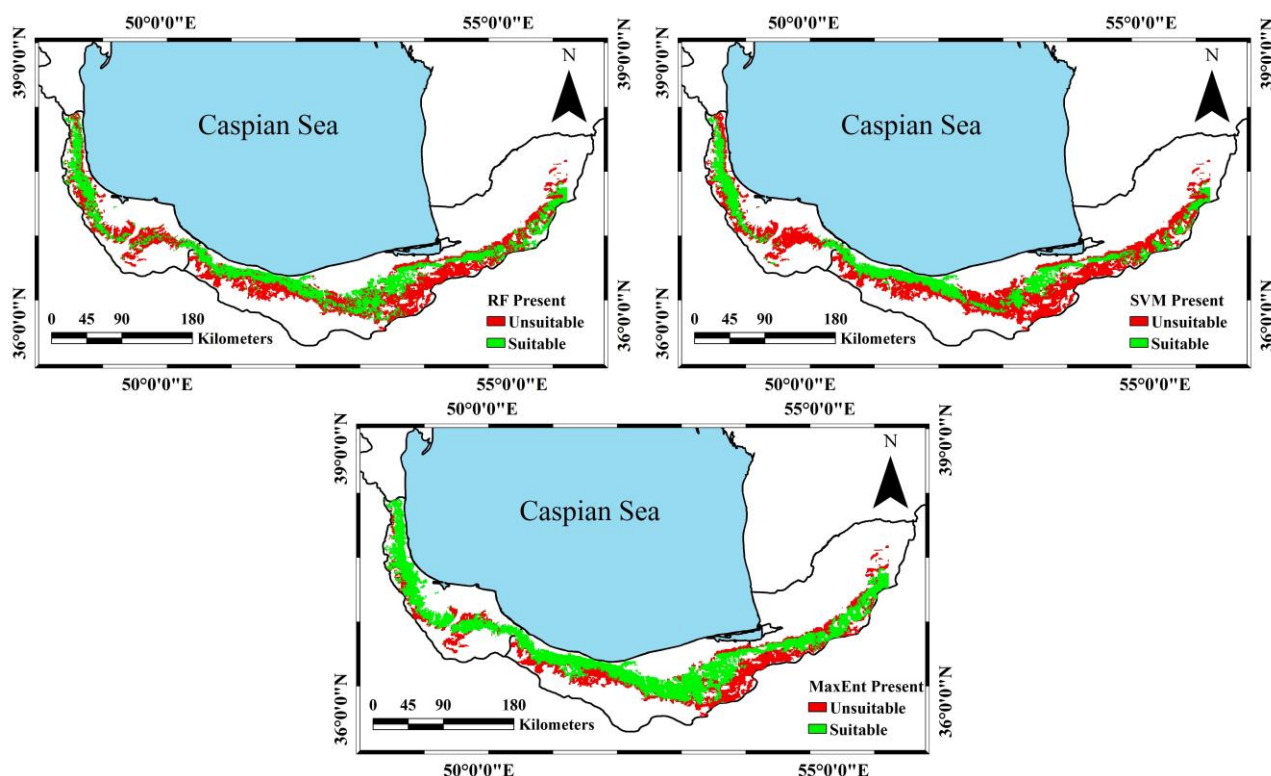 50°0'0"E 55°0'0"E
39°0'0"N
N
Caspian Sea
RF Present
0 45 90 180
Kilometers
Unsuitable
Suitable
36°0'0"N
36°0'0"N
39°0'0"N
50°0'0"E 55°0'0"E
50°0'0"E 55°0'0"E
39°0'0"N
N
Caspian Sea
SVM Present
0 45 90 180
Kilometers
Unsuitable
Suitable
36°0'0"N
36°0'0"N
50°0'0"E 55°0'0"E
50°0'0"E 55°0'0"E
39°0'0"N
39°0'0"N
N
Caspian Sea
MaxEnt Present
0 45 90 180
Kilometers
Unsuitable
Suitable
36°0'0"N
36°0'0"N
50°0'0"E 55°0'0"E